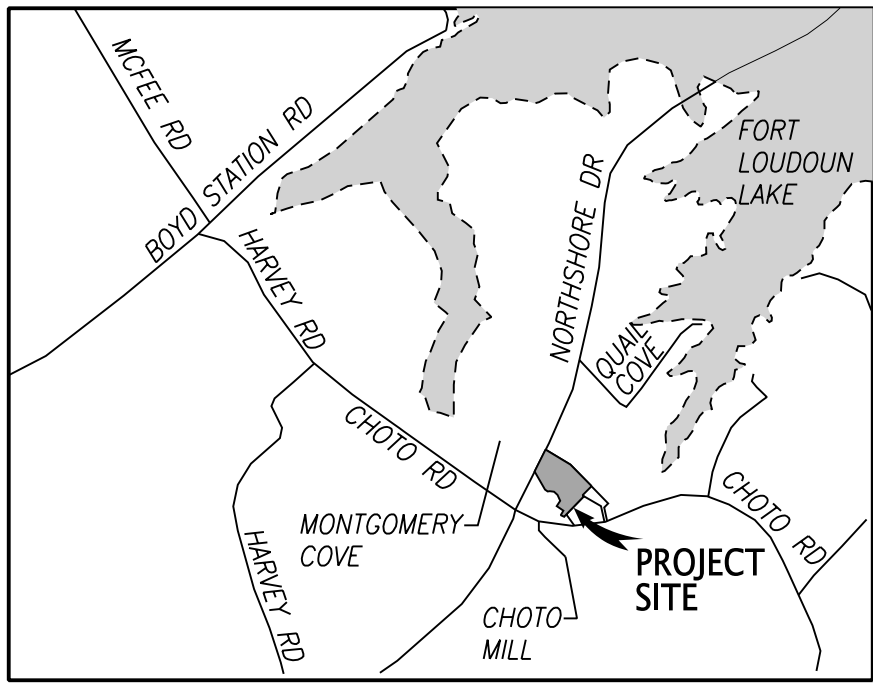 MCFEE RD
BOYD STATION RD
FORT
LOUDOUN
LAKE
NORTHSHORE DR
HARVEY RD
QUAIL
COVE
CHOTO RD
CHOTO RD
MONTGOMERY
COVE
HARVEY RD
PROJECT
SITE
CHOTO
MILL